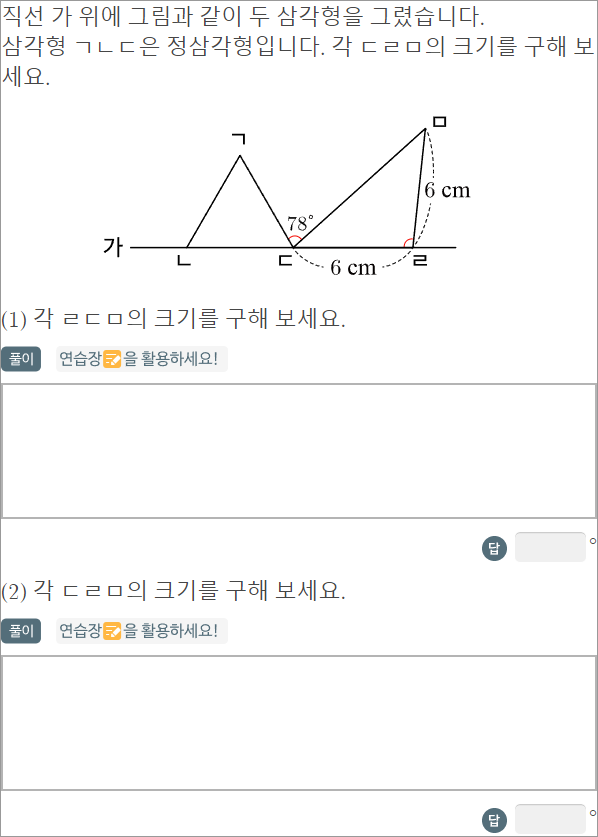 직선 가 위에 그림과 같이 두 삼각형을 그렸습니다.
삼각형 ㄱㄴㄷ은 정삼각형입니다. 각 ㄷㄹㅁ의 크기를 구해 보
세요.
ㅁ
ㄱ
6 cm
78°
가
ㄴ
ㄷ
ㄹ
6 cm
(1) 각 ㄹㄷㅁ의 크기를 구해 보세요.
풀이 연습장을 활용하세요!
답 °
(2) 각 ㄷㄹㅁ의 크기를 구해 보세요.
풀이 연습장을 활용하세요!
답 °